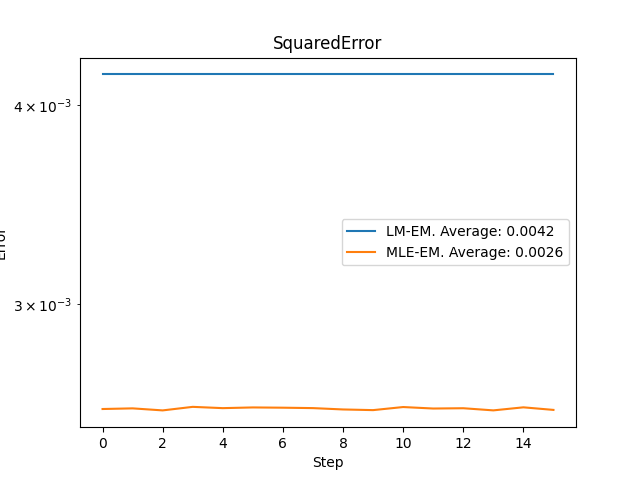 SquaredError
4 × 10⁻³
3 × 10⁻³
LM-EM. Average: 0.0042
MLE-EM. Average: 0.0026
0 2 4 6 8 10 12 14
Step